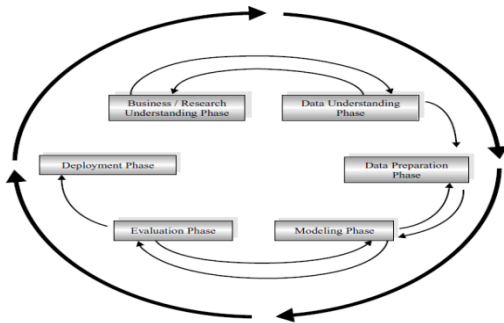 Business / Research
Understanding Phase
Data Understanding
Phase
Deployment Phase
Data Preparation
Phase
Evaluation Phase
Modeling Phase